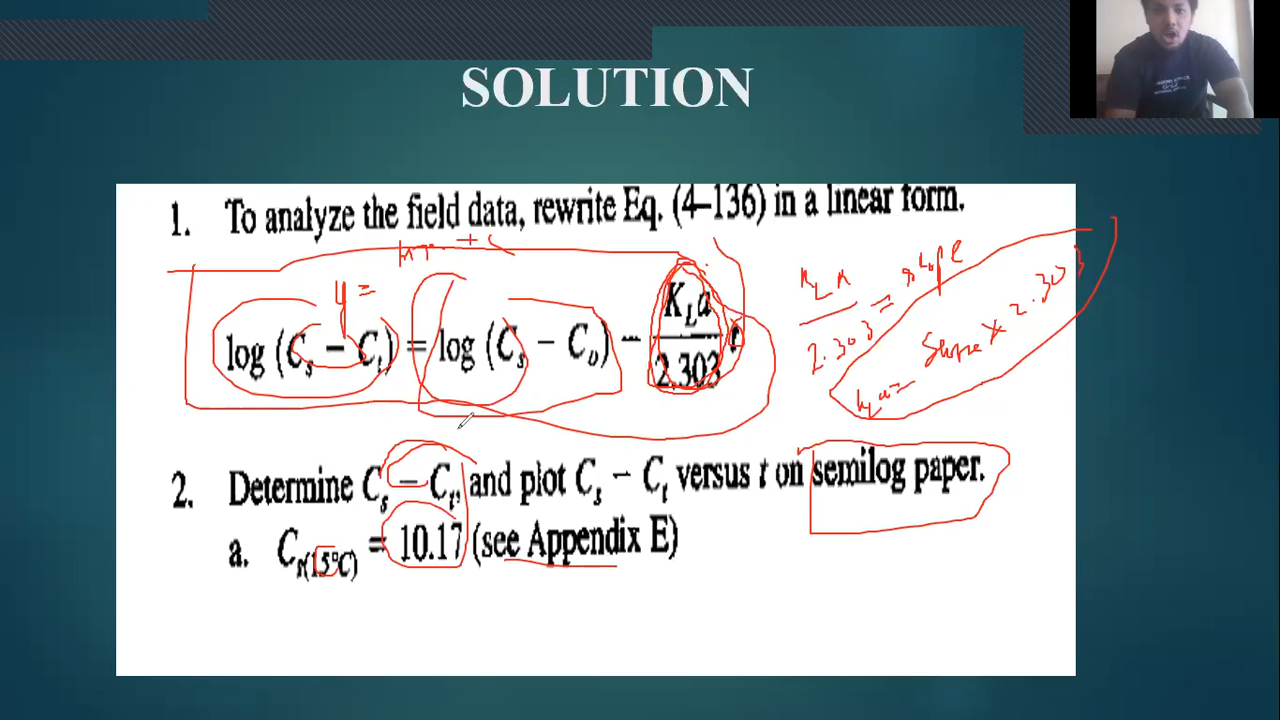 SOLUTION
1. To analyze the field data, rewrite Eq. (4–136) in a linear form.
y =
log (Cs − Ct) = log (Cs − Co) − KLa/2.303 t
KLa/2.303 = slope
KLa = Slope × 2.303
2. Determine Cs − Ct, and plot Cs − Ct versus t on semilog paper.
a. Cs(15°C) = 10.17 (see Appendix E)